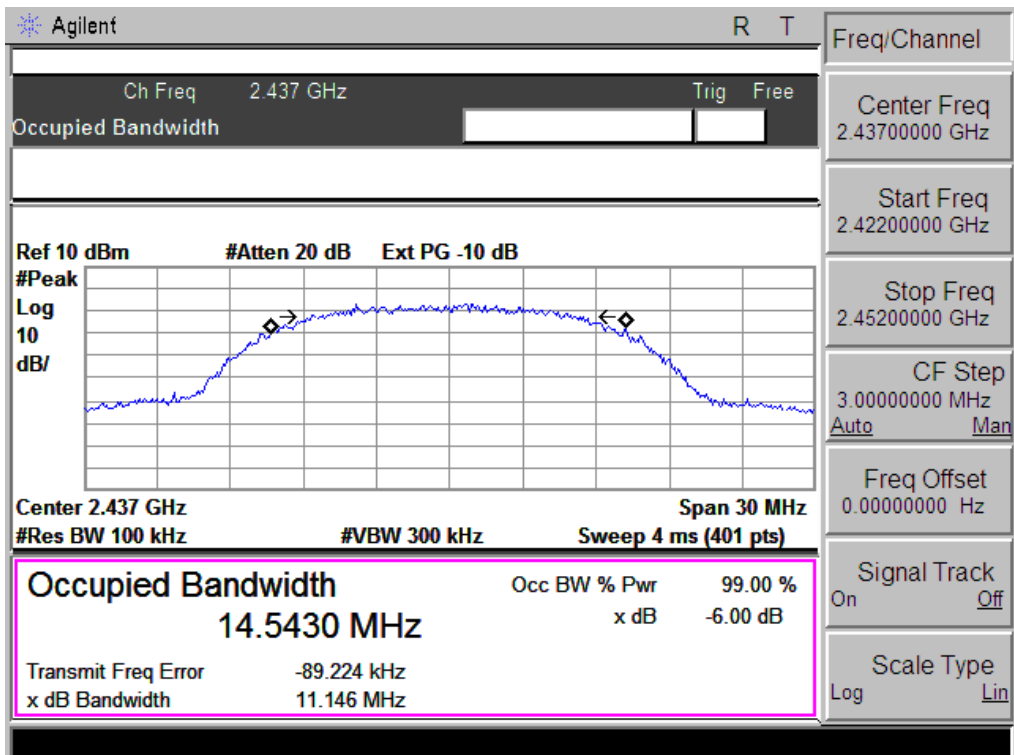 Agilent
R T
Ch Freq 2.437 GHz
Trig Free
Occupied Bandwidth
Ref 10 dBm #Atten 20 dB Ext PG -10 dB
#Peak
Log
10
dB/
Center 2.437 GHz Span 30 MHz
#Res BW 100 kHz #VBW 300 kHz Sweep 4 ms (401 pts)
Occupied Bandwidth
14.5430 MHz
Occ BW % Pwr 99.00 %
x dB -6.00 dB
Transmit Freq Error -89.224 kHz
x dB Bandwidth 11.146 MHz
Freq/Channel
Center Freq
2.43700000 GHz
Start Freq
2.42200000 GHz
Stop Freq
2.45200000 GHz
CF Step
3.00000000 MHz
Auto Man
Freq Offset
0.00000000 Hz
Signal Track
On Off
Scale Type
Log Lin